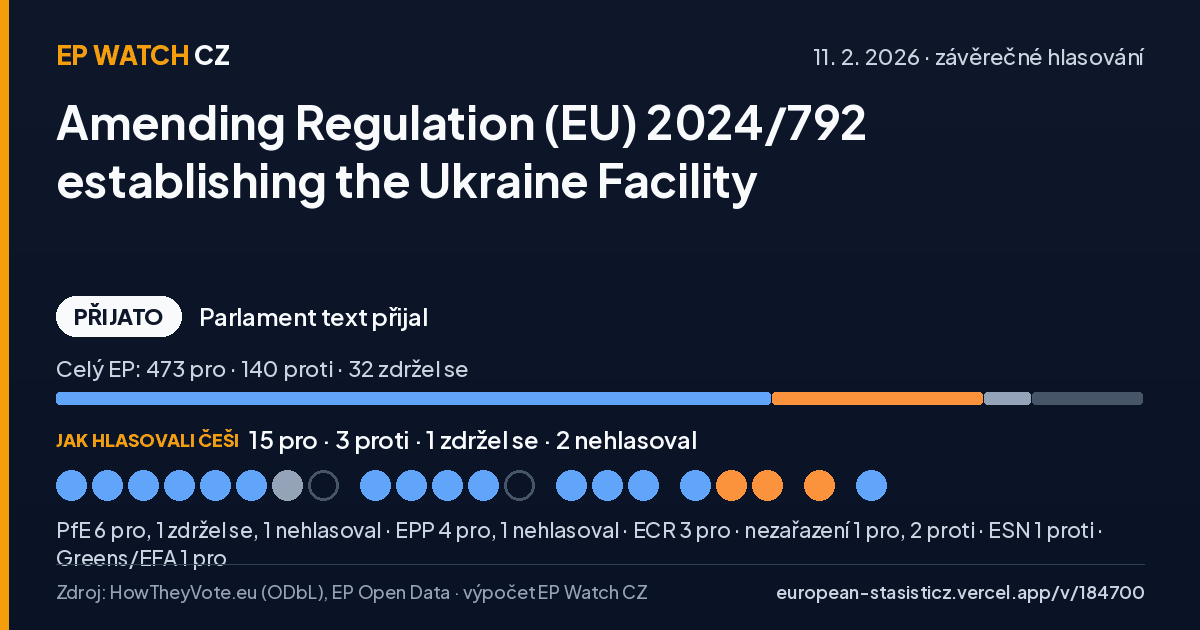 EP WATCH CZ
11. 2. 2026 · závěrečné hlasování
Amending Regulation (EU) 2024/792
establishing the Ukraine Facility
PŘIJATO Parlament text přijal
Celý EP: 473 pro · 140 proti · 32 zdržel se
JAK HLASOVALI ČEŠI 15 pro · 3 proti · 1 zdržel se · 2 nehlasoval
PfE 6 pro, 1 zdržel se, 1 nehlasoval · EPP 4 pro, 1 nehlasoval · ECR 3 pro · nezařazení 1 pro, 2 proti · ESN 1 proti ·
Greens/EFA 1 pro
Zdroj: HowTheyVote.eu (ODbL), EP Open Data · výpočet EP Watch CZ
european-stasisticz.vercel.app/v/184700